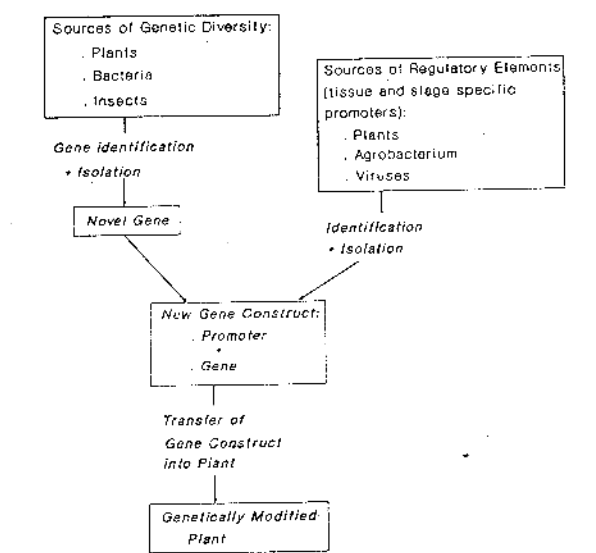 Sources of Genetic Diversity:
. Plants
. Bacteria
. Insects
Gene Identification
+ Isolation
Novel Gene
Sources of Regulatory Elements
(tissue and stage specific
promoters):
. Plants
. Agrobacterium
. Viruses
Identification
+ Isolation
New Gene Construct:
. Promoter
+
. Gene
Transfer of
Gene Construct
into Plant
Genetically Modified
Plant